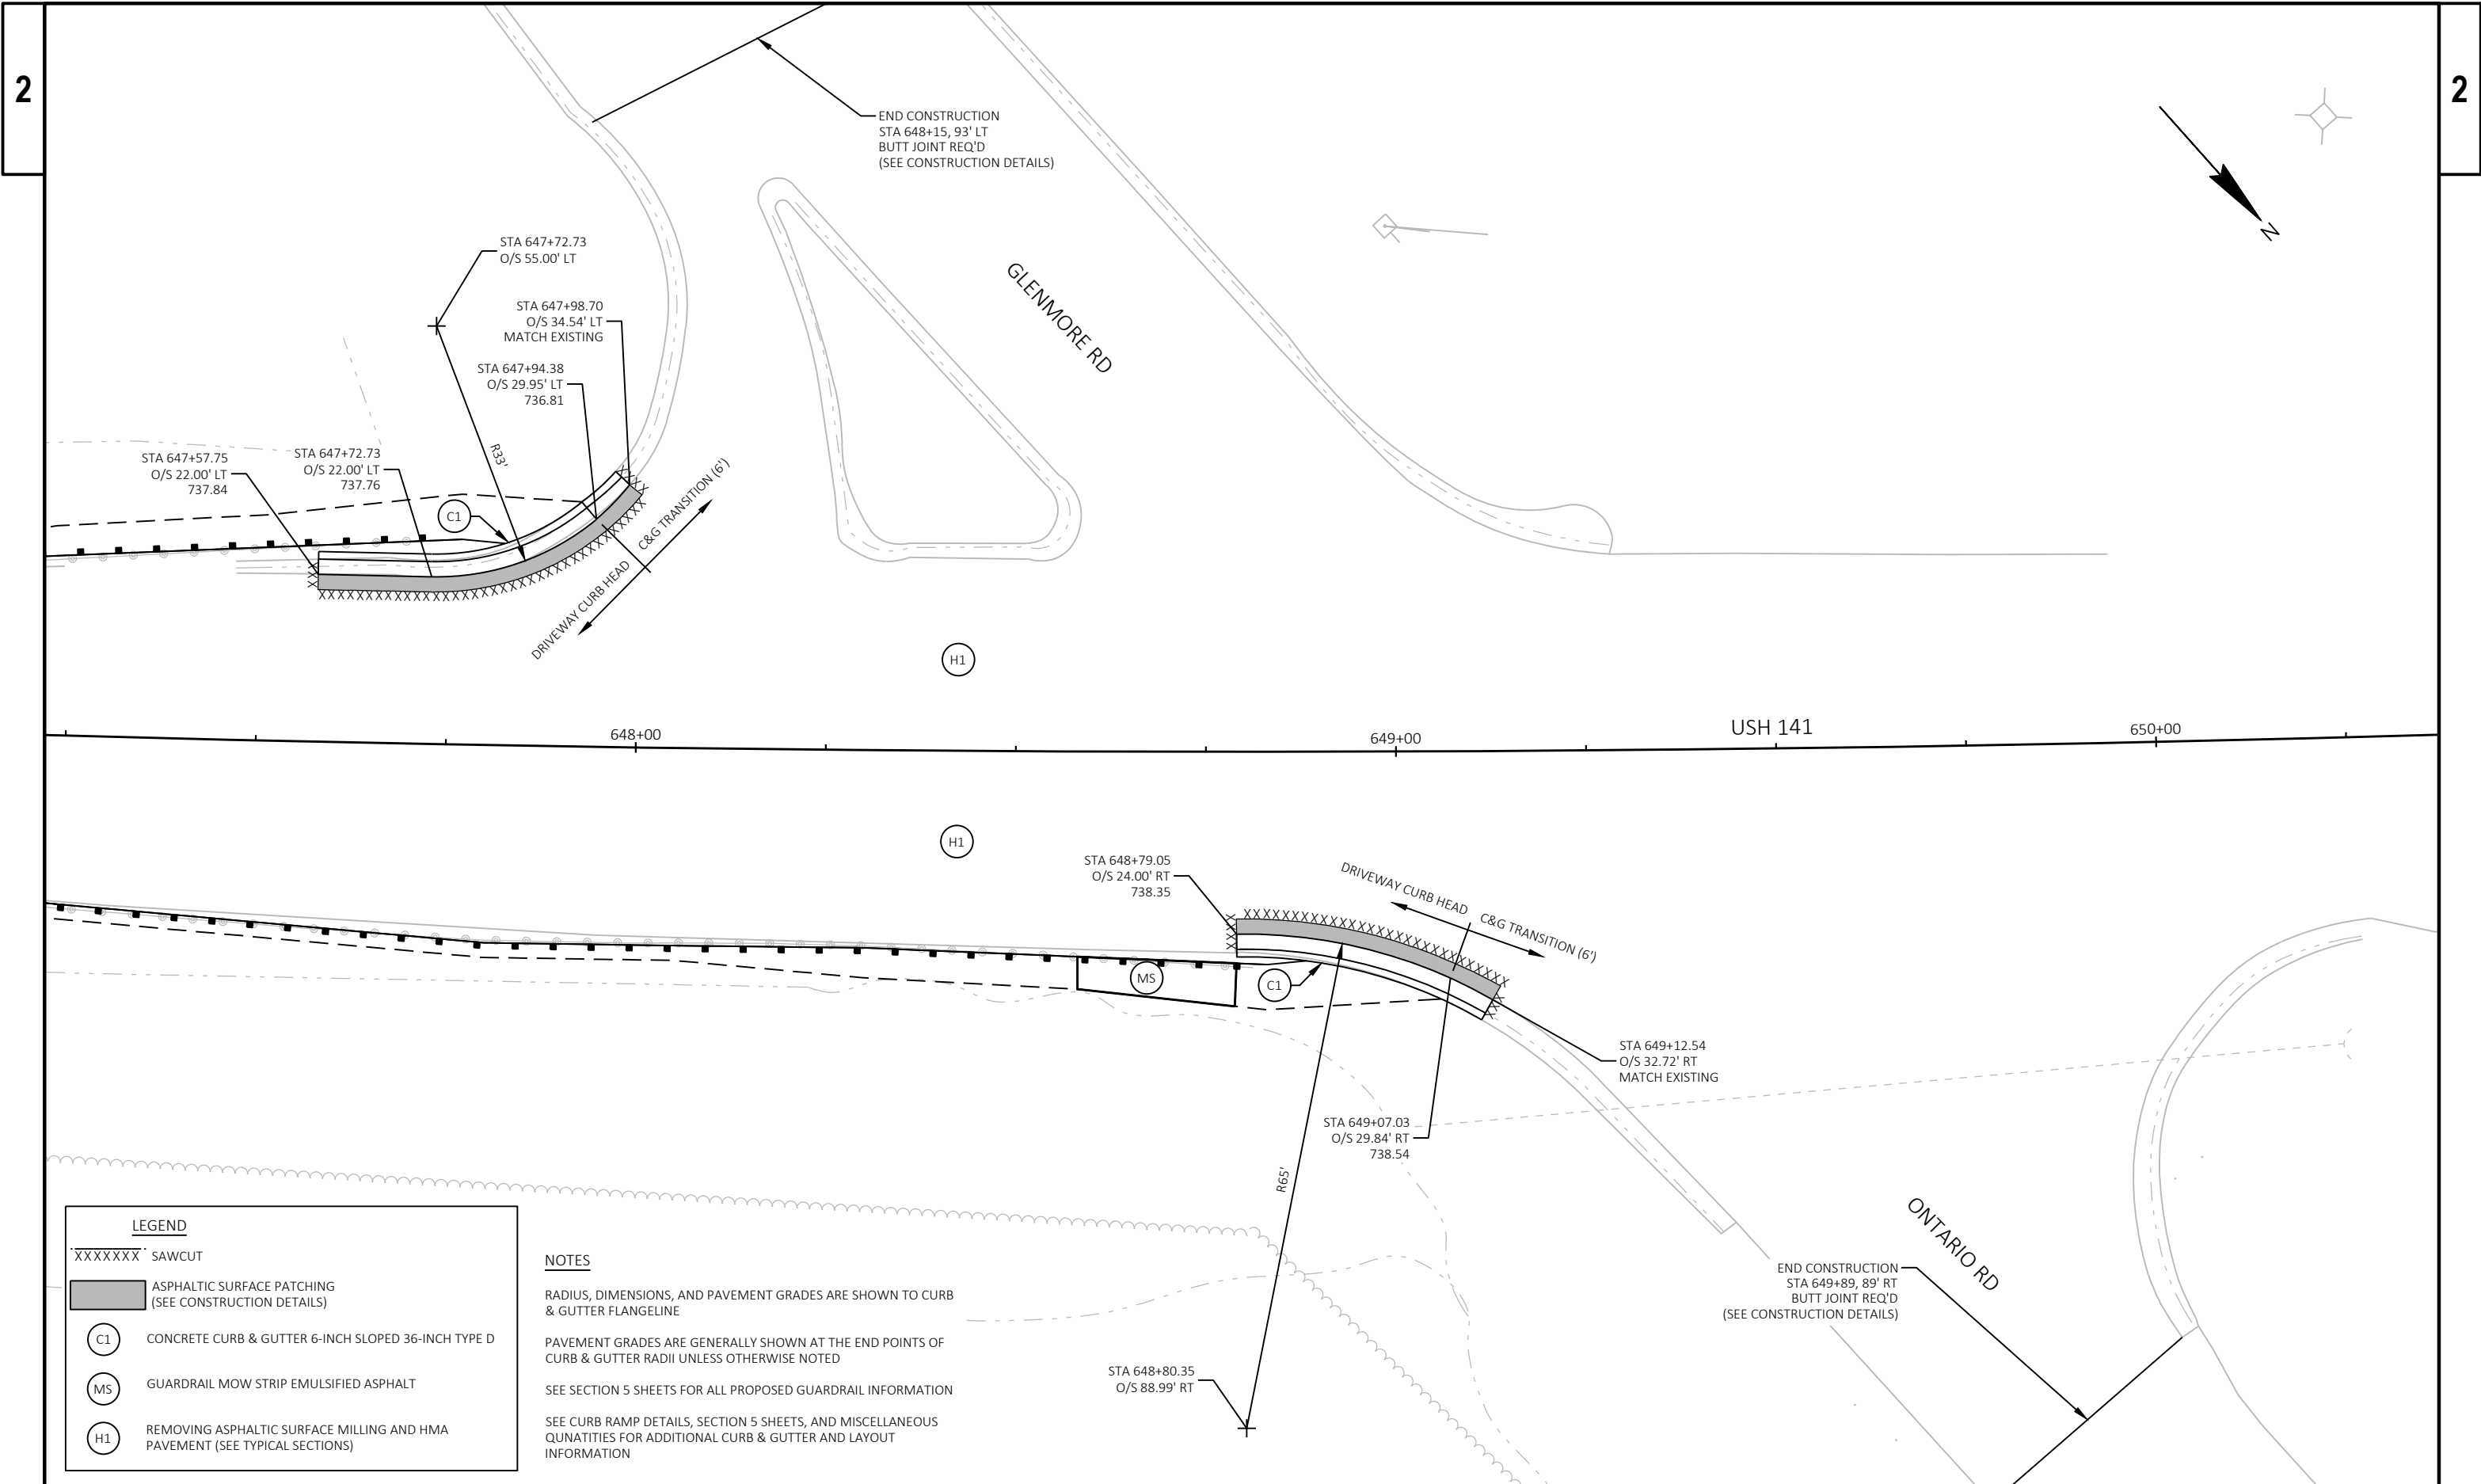 2
2
END CONSTRUCTION
STA 648+15, 93' LT
BUTT JOINT REQ'D
(SEE CONSTRUCTION DETAILS)
N
STA 647+72.73
O/S 55.00' LT
GLENMORE RD
STA 647+98.70
O/S 34.54' LT
MATCH EXISTING
STA 647+94.38
O/S 29.95' LT
736.81
R33'
STA 647+57.75
O/S 22.00' LT
737.84
STA 647+72.73
O/S 22.00' LT
737.76
C1
C&G TRANSITION (6')
DRIVEWAY CURB HEAD
H1
648+00
649+00
USH 141
650+00
H1
STA 648+79.05
O/S 24.00' RT
738.35
DRIVEWAY CURB HEAD
C&G TRANSITION (6')
MS
C1
STA 649+12.54
O/S 32.72' RT
MATCH EXISTING
STA 649+07.03
O/S 29.84' RT
738.54
R65'
ONTARIO RD
END CONSTRUCTION
STA 649+89, 89' RT
BUTT JOINT REQ'D
(SEE CONSTRUCTION DETAILS)
STA 648+80.35
O/S 88.99' RT
LEGEND
XXXXXXX SAWCUT
ASPHALTIC SURFACE PATCHING
(SEE CONSTRUCTION DETAILS)
C1 CONCRETE CURB & GUTTER 6-INCH SLOPED 36-INCH TYPE D
MS GUARDRAIL MOW STRIP EMULSIFIED ASPHALT
H1 REMOVING ASPHALTIC SURFACE MILLING AND HMA
PAVEMENT (SEE TYPICAL SECTIONS)
NOTES
RADIUS, DIMENSIONS, AND PAVEMENT GRADES ARE SHOWN TO CURB
& GUTTER FLANGELINE
PAVEMENT GRADES ARE GENERALLY SHOWN AT THE END POINTS OF
CURB & GUTTER RADII UNLESS OTHERWISE NOTED
SEE SECTION 5 SHEETS FOR ALL PROPOSED GUARDRAIL INFORMATION
SEE CURB RAMP DETAILS, SECTION 5 SHEETS, AND MISCELLANEOUS
QUNATITIES FOR ADDITIONAL CURB & GUTTER AND LAYOUT
INFORMATION